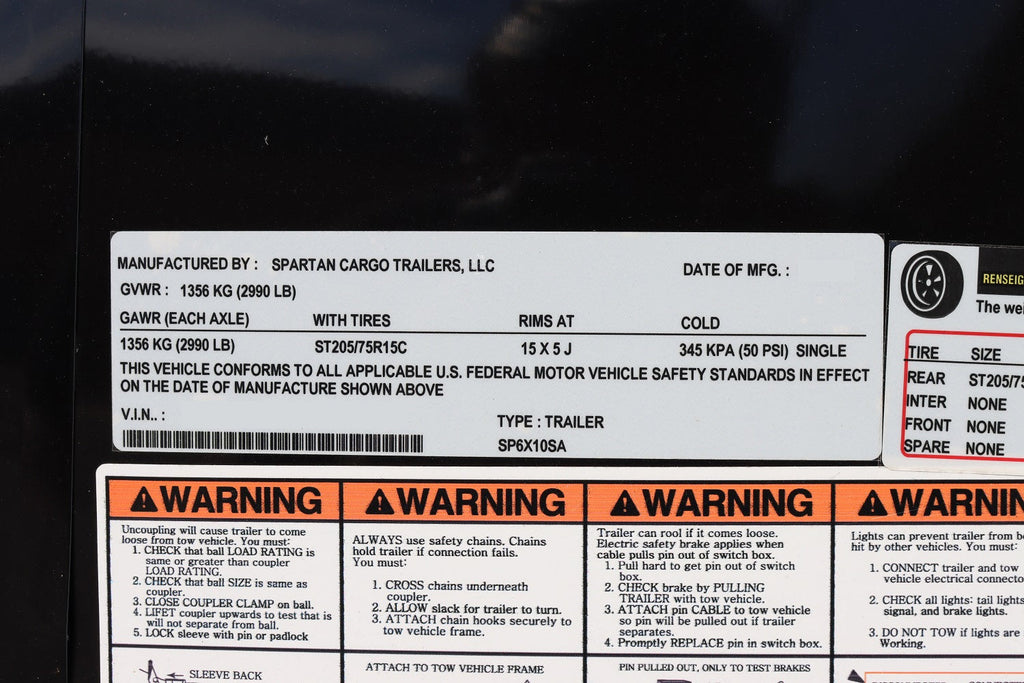 MANUFACTURED BY : SPARTAN CARGO TRAILERS, LLC
DATE OF MFG. :
GVWR : 1356 KG (2990 LB)
GAWR (EACH AXLE) WITH TIRES RIMS AT COLD
1356 KG (2990 LB) ST205/75R15C 15 X 5 J 345 KPA (50 PSI) SINGLE
THIS VEHICLE CONFORMS TO ALL APPLICABLE U.S. FEDERAL MOTOR VEHICLE SAFETY STANDARDS IN EFFECT
ON THE DATE OF MANUFACTURE SHOWN ABOVE
V.I.N.. :
TYPE : TRAILER
SP6X10SA
RENSEIG
The wei
TIRE SIZE
REAR ST205/75
INTER NONE
FRONT NONE
SPARE NONE
WARNING
Uncoupling will cause trailer to come
loose from tow vehicle. You must:
1. CHECK that ball LOAD RATING is
same or greater than coupler
LOAD RATING.
2. CHECK that ball SIZE is same as
coupler.
3. CLOSE COUPLER CLAMP on ball.
4. LIFET coupler upwards to test that is
will not separate from ball.
5. LOCK sleeve with pin or padlock
SLEEVE BACK
WARNING
ALWAYS use safety chains. Chains
hold trailer if connection fails.
You must:
1. CROSS chains underneath
coupler.
2. ALLOW slack for trailer to turn.
3. ATTACH chain hooks securely to
tow vehicle frame.
ATTACH TO TOW VEHICLE FRAME
WARNING
Trailer can rool if it comes loose.
Electric safety brake applies when
cable pulls pin out of switch box.
1. Pull hard to get pin out of switch
box.
2. CHECK brake by PULLING
TRAILER with tow vehicle.
3. ATTACH pin CABLE to tow vehicle
so pin will be pulled out if trailer
separates.
4. Promptly REPLACE pin in switch box.
PIN PULLED OUT, ONLY TO TEST BRAKES
WARNIN
Lights can prevent trailer from be
hit by other vehicles. You must:
1. CONNECT trailer and tow
vehicle electrical connecto
2. CHECK all lights: tail lights
signal, and brake lights.
3. DO NOT TOW if lights are
Working.